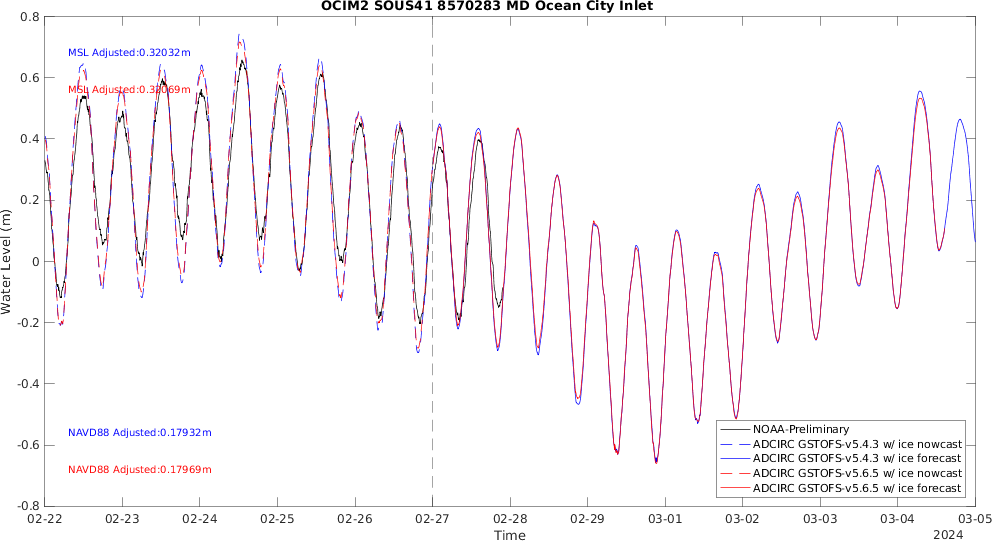 OCIM2 SOUS41 8570283 MD Ocean City Inlet
MSL Adjusted:0.32032m
MSL Adjusted:0.32069m
NAVD88 Adjusted:0.17932m
NAVD88 Adjusted:0.17969m
Water Level (m)
0.8
0.6
0.4
0.2
0
-0.2
-0.4
-0.6
-0.8
NOAA-Preliminary
ADCIRC GSTOFS-v5.4.3 w/ ice nowcast
ADCIRC GSTOFS-v5.4.3 w/ ice forecast
ADCIRC GSTOFS-v5.6.5 w/ ice nowcast
ADCIRC GSTOFS-v5.6.5 w/ ice forecast
02-22 02-23 02-24 02-25 02-26 02-27 02-28 02-29 03-01 03-02 03-03 03-04 03-05
Time
2024